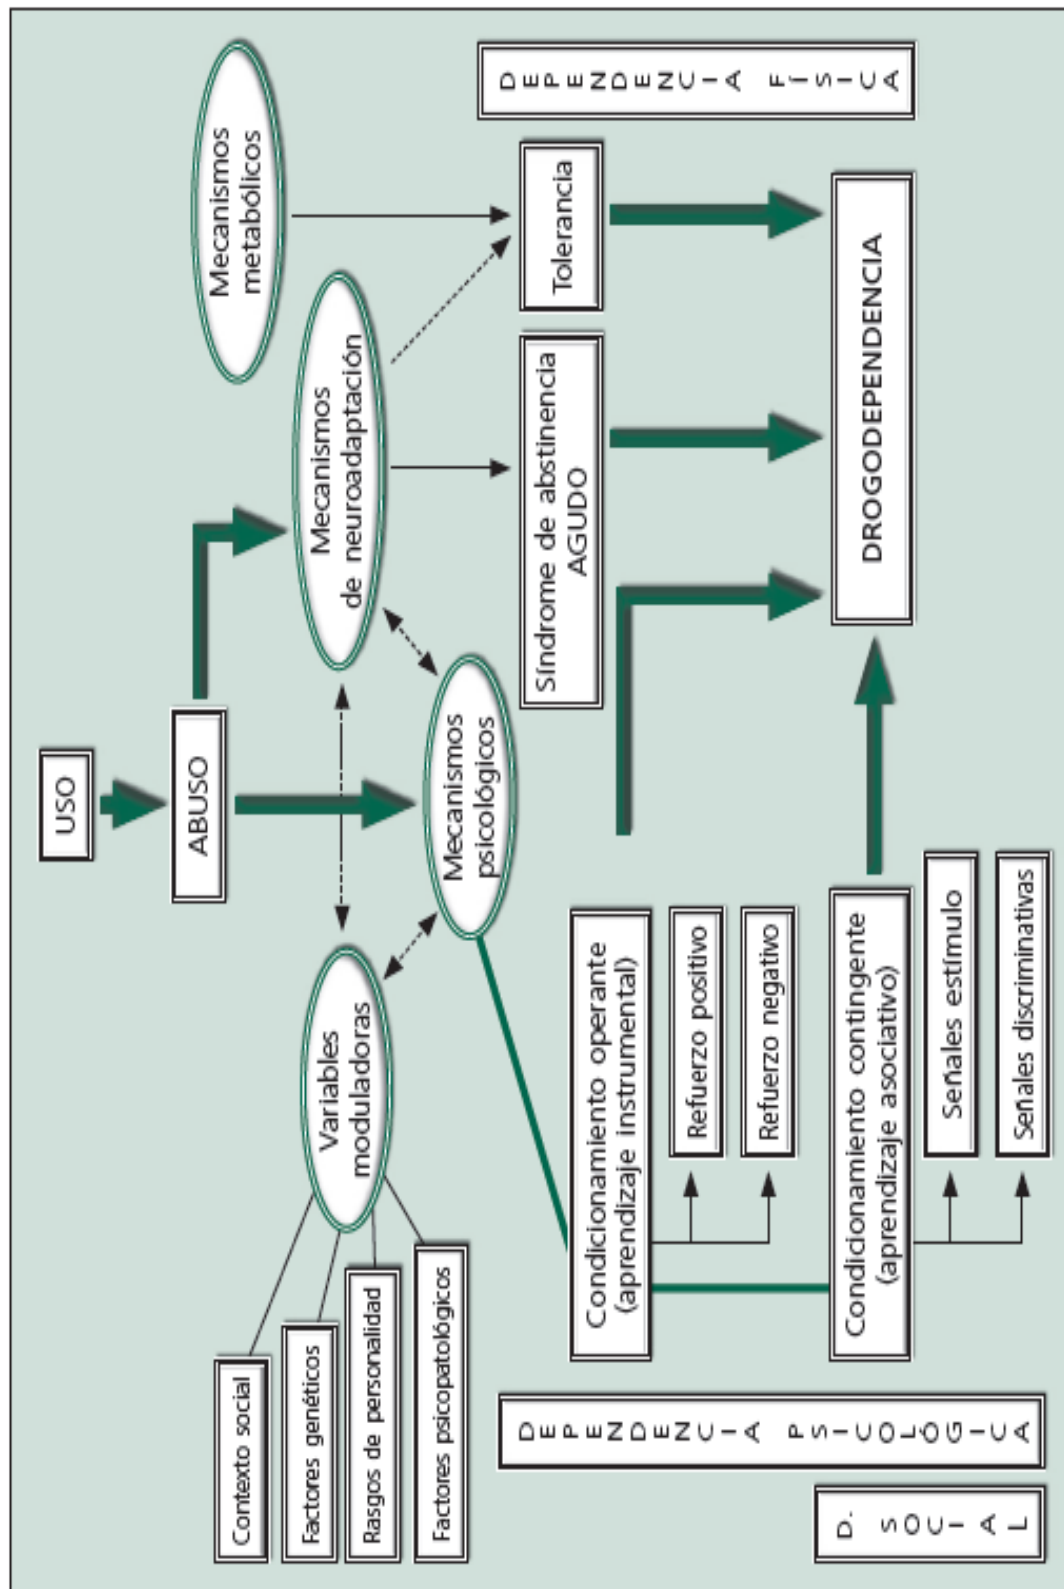 USO
ABUSO
Mecanismos
metabólicos
Mecanismos
de neuroadaptación
Variables
moduladoras
Mecanismos
psicológicos
Contexto social
Factores genéticos
Rasgos de personalidad
Factores psicopatológicos
Síndrome de abstinencia
AGUDO
Tolerancia
DEPENDENCIA FÍSICA
Condicionamiento operante
(aprendizaje instrumental)
Refuerzo positivo
Refuerzo negativo
Condicionamiento contingente
(aprendizaje asociativo)
Señales estímulo
Señales discriminativas
DROGODEPENDENCIA
DEPENDENCIA PSICOLÓGICA
D. SOCIAL